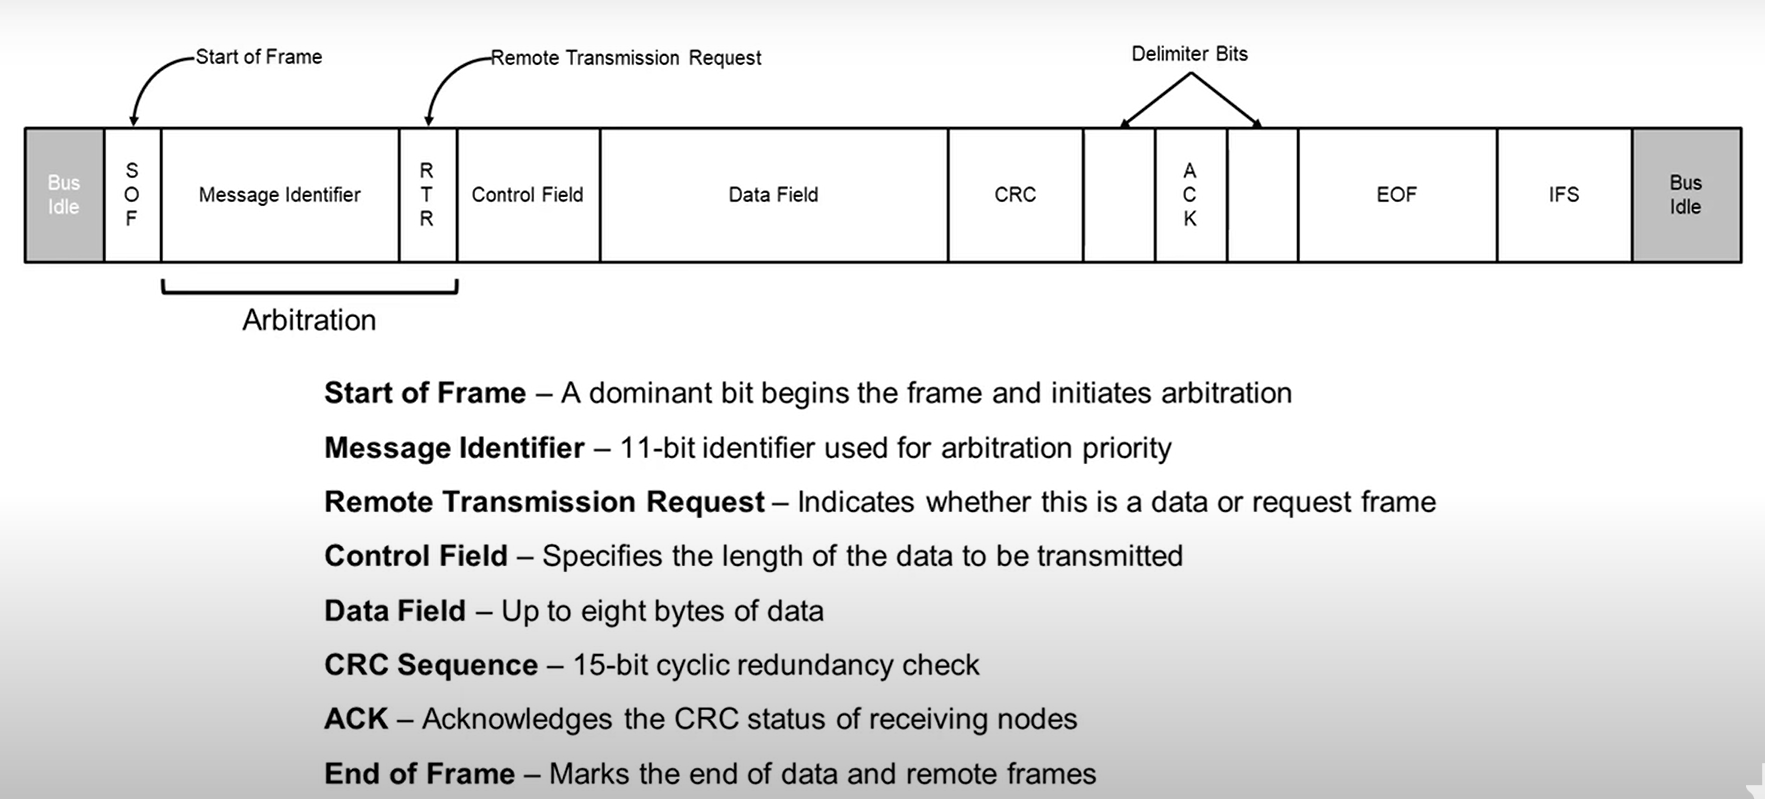 Start of Frame
Remote Transmission Request
Delimiter Bits
Bus
Idle
S
O
F
Message Identifier
R
T
R
Control Field
Data Field
CRC
A
C
K
EOF
IFS
Bus
Idle
Arbitration
Start of Frame – A dominant bit begins the frame and initiates arbitration
Message Identifier – 11-bit identifier used for arbitration priority
Remote Transmission Request – Indicates whether this is a data or request frame
Control Field – Specifies the length of the data to be transmitted
Data Field – Up to eight bytes of data
CRC Sequence – 15-bit cyclic redundancy check
ACK – Acknowledges the CRC status of receiving nodes
End of Frame – Marks the end of data and remote frames